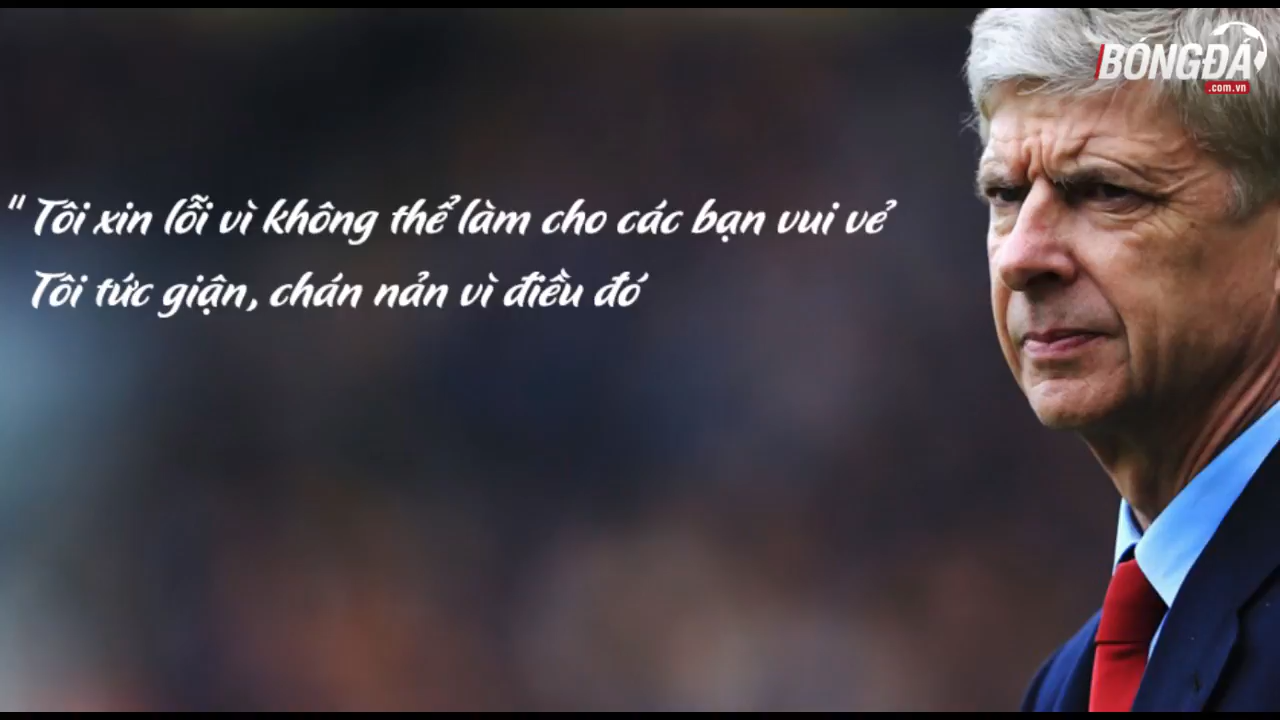 BÓNGĐÁ
.com.vn
" Tôi xin lỗi vì không thể làm cho các bạn vui vẻ
Tôi tức giận, chán nản vì điều đó